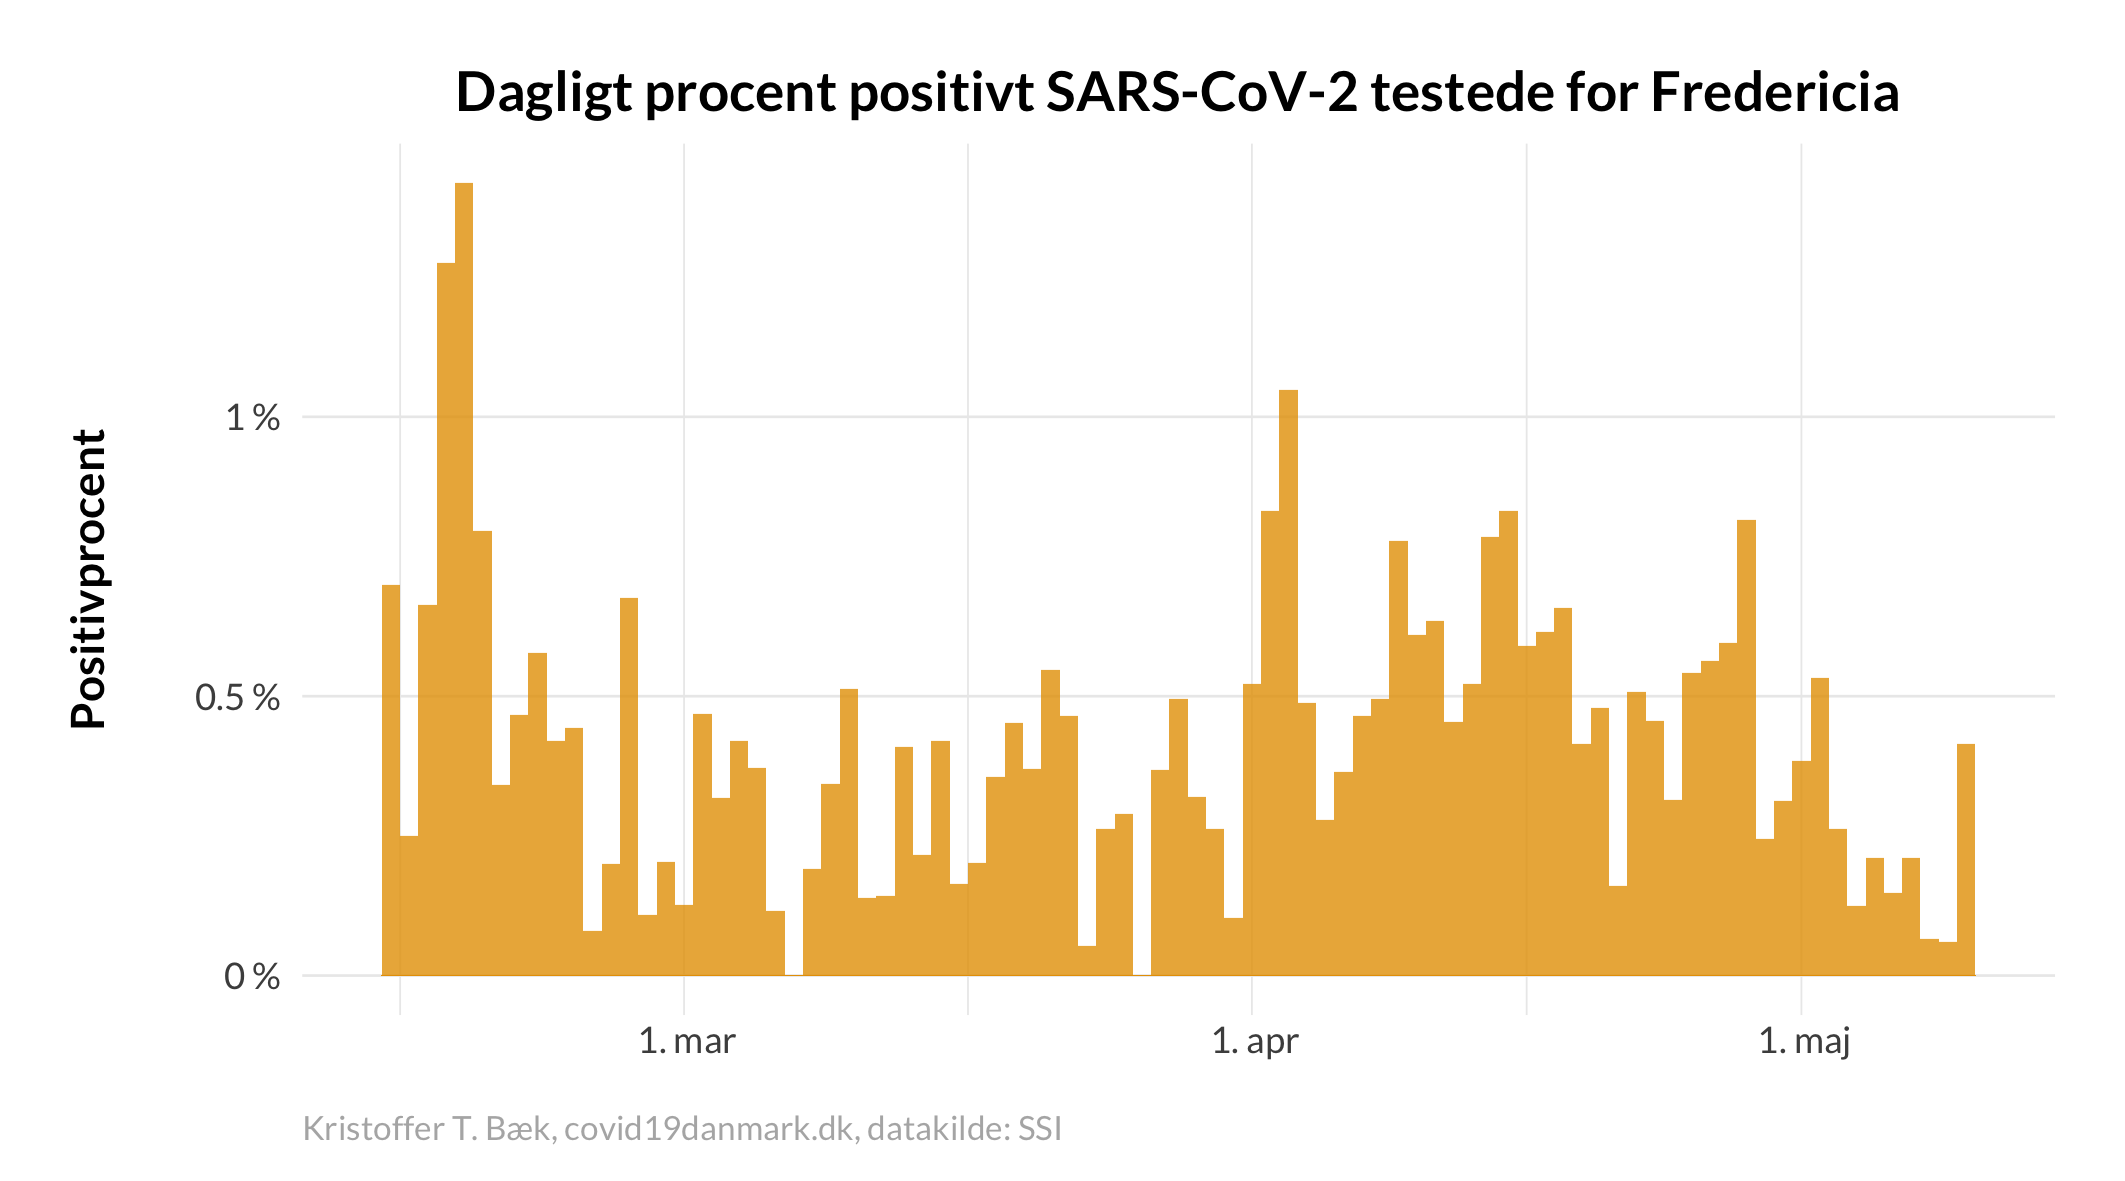 Dagligt procent positivt SARS-CoV-2 testede for Fredericia
Positivprocent
1 %
0.5 %
0 %
1. mar
1. apr
1. maj
Kristoffer T. Bæk, covid19danmark.dk, datakilde: SSI